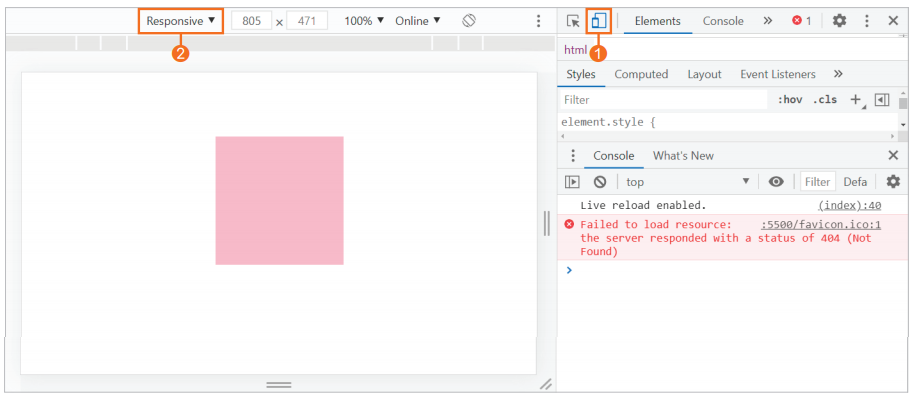 Responsive ▼ 805 × 471 100% ▼ Online ▼
Elements Console » 1
2
1
html
Styles Computed Layout Event Listeners »
Filter :hov .cls +
element.style {
Console What's New
top ▼ Filter Defa
Live reload enabled. (index):40
Failed to load resource: :5500/favicon.ico:1
the server responded with a status of 404 (Not
Found)